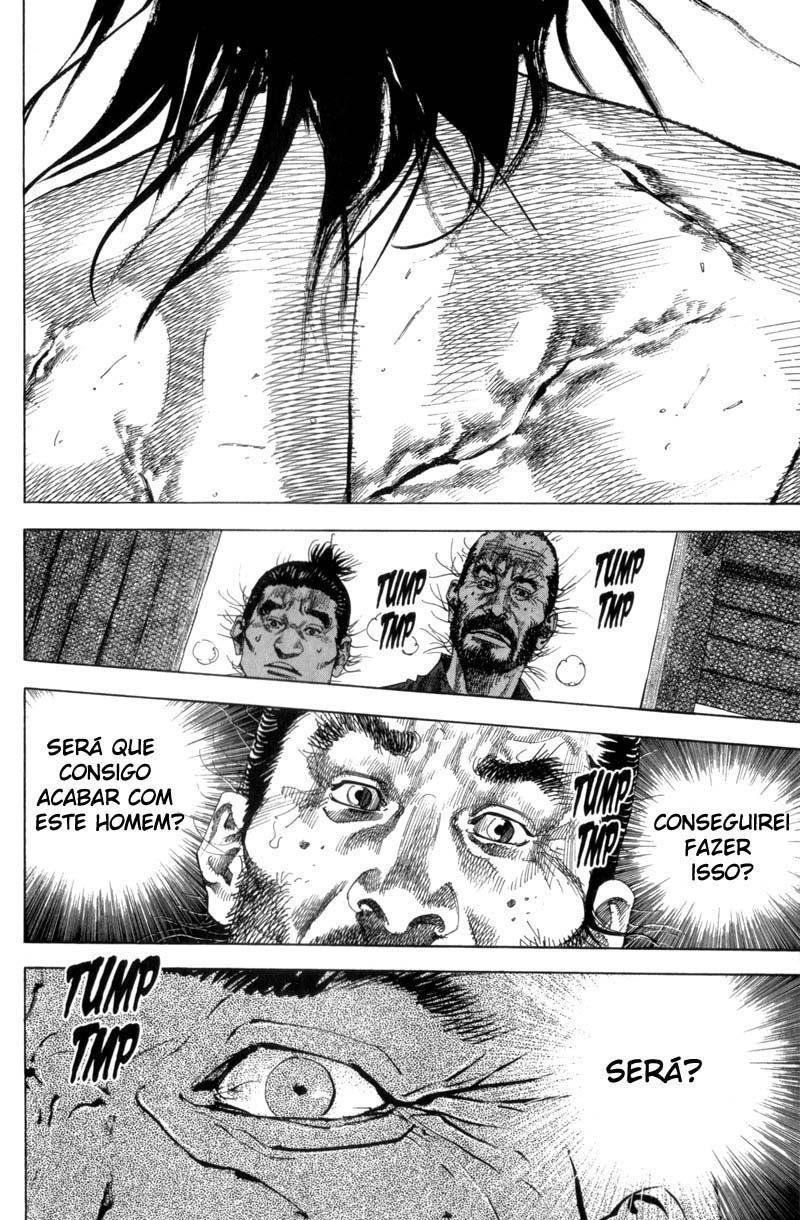 TUMP
TMP
TUMP
TMP
SERÁ QUE
CONSIGO
ACABAR COM
ESTE HOMEM?
TUMP
TMP
CONSEGUIREI
FAZER
ISSO?
TUMP
TMP
SERÁ?